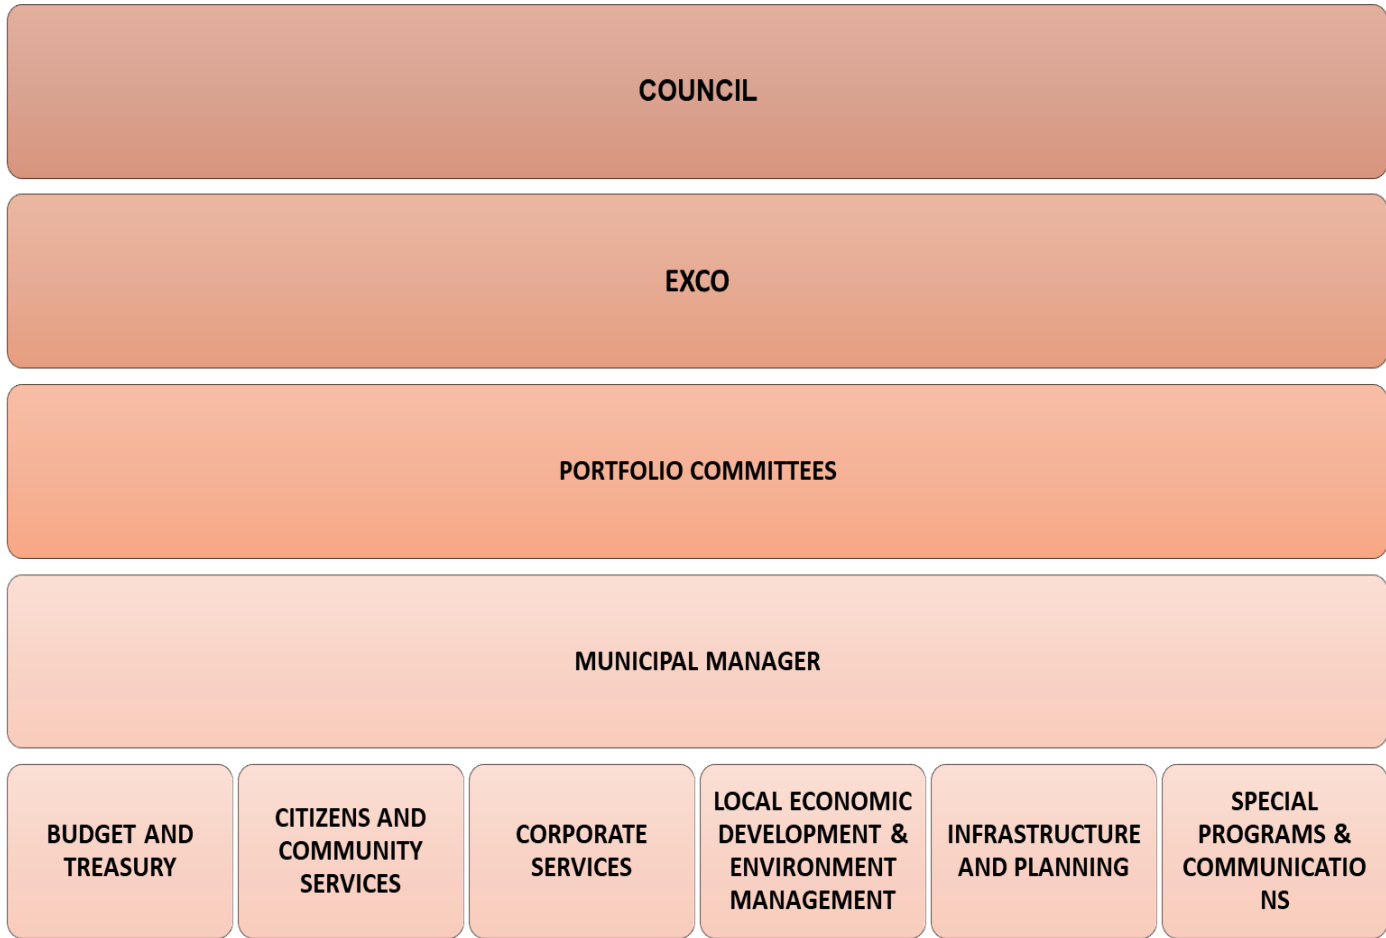 COUNCIL
EXCO
PORTFOLIO COMMITTEES
MUNICIPAL MANAGER
BUDGET AND
TREASURY
CITIZENS AND
COMMUNITY
SERVICES
CORPORATE
SERVICES
LOCAL ECONOMIC
DEVELOPMENT &
ENVIRONMENT
MANAGEMENT
INFRASTRUCTURE
AND PLANNING
SPECIAL
PROGRAMS &
COMMUNICATIO
NS